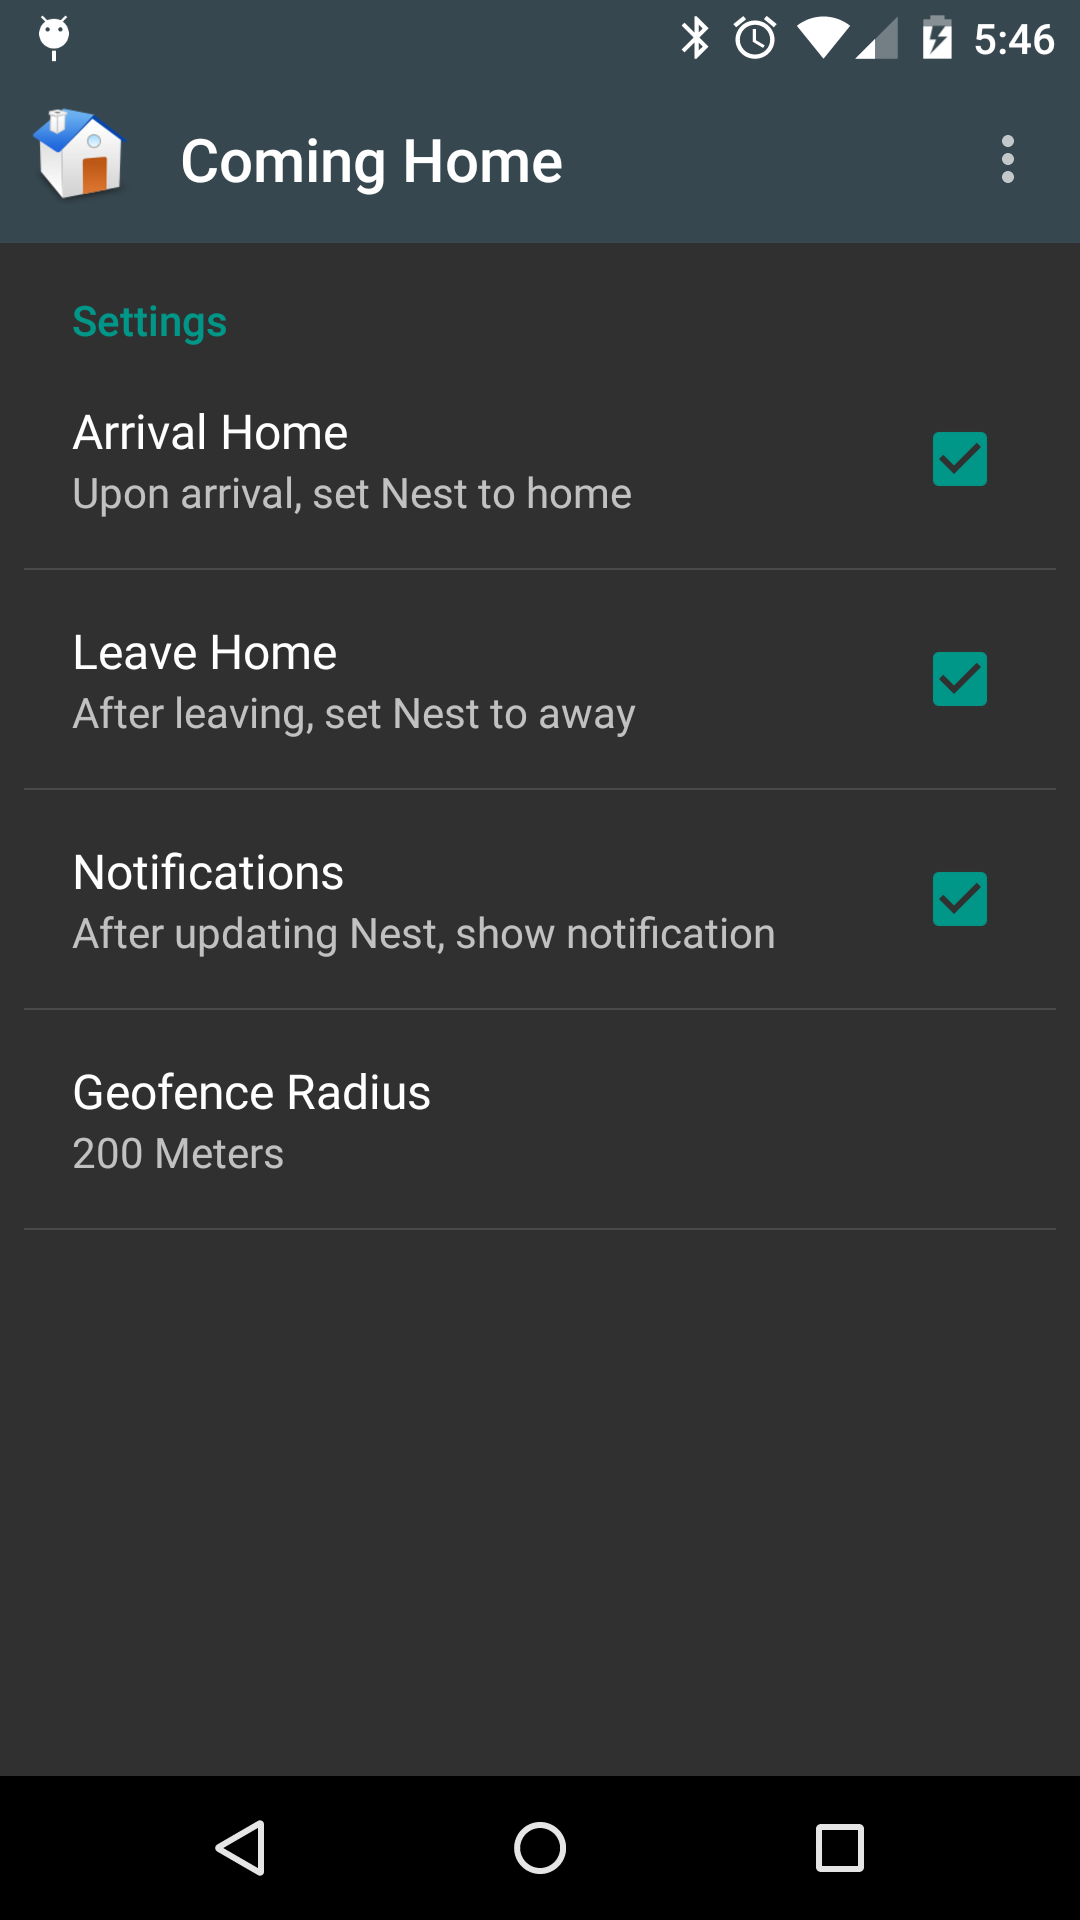 5:46
Coming Home
Settings
Arrival Home
Upon arrival, set Nest to home
Leave Home
After leaving, set Nest to away
Notifications
After updating Nest, show notification
Geofence Radius
200 Meters